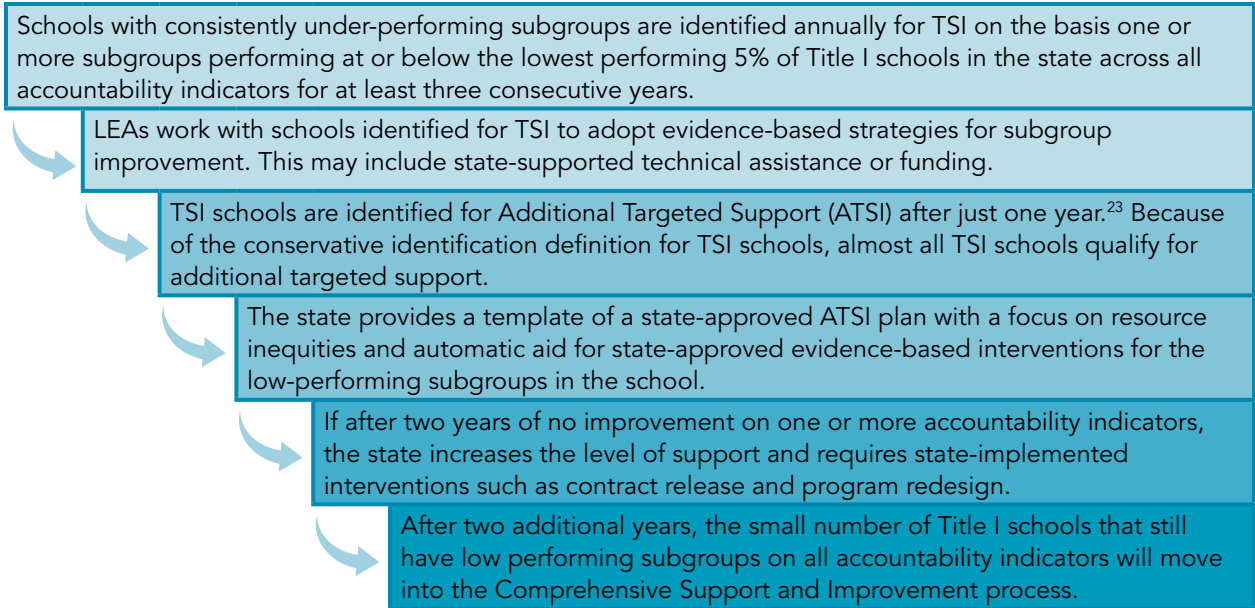 Schools with consistently under-performing subgroups are identified annually for TSI on the basis one or
more subgroups performing at or below the lowest performing 5% of Title I schools in the state across all
accountability indicators for at least three consecutive years.
LEAs work with schools identified for TSI to adopt evidence-based strategies for subgroup
improvement. This may include state-supported technical assistance or funding.
TSI schools are identified for Additional Targeted Support (ATSI) after just one year.23 Because
of the conservative identification definition for TSI schools, almost all TSI schools qualify for
additional targeted support.
The state provides a template of a state-approved ATSI plan with a focus on resource
inequities and automatic aid for state-approved evidence-based interventions for the
low-performing subgroups in the school.
If after two years of no improvement on one or more accountability indicators,
the state increases the level of support and requires state-implemented
interventions such as contract release and program redesign.
After two additional years, the small number of Title I schools that still
have low performing subgroups on all accountability indicators will move
into the Comprehensive Support and Improvement process.